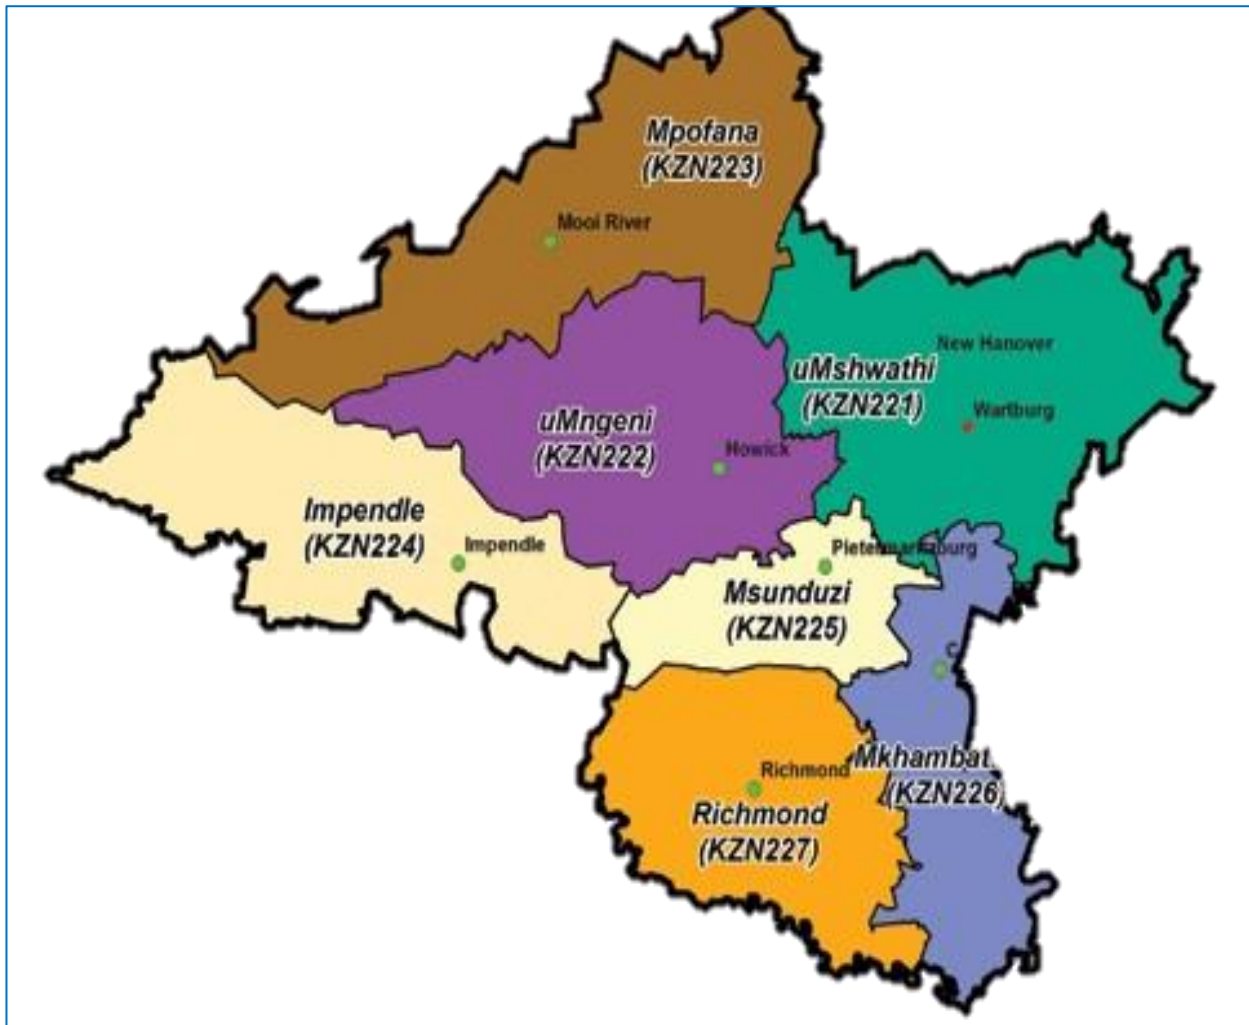 Mpofana
(KZN223)
Mooi River
New Hanover
uMshwathi
(KZN221)
Wartburg
uMngeni
(KZN222)
Howick
Impendle
(KZN224)
Impendle
Msunduzi
(KZN225)
C
Mkhambat
(KZN226)
Richmond
Richmond
(KZN227)